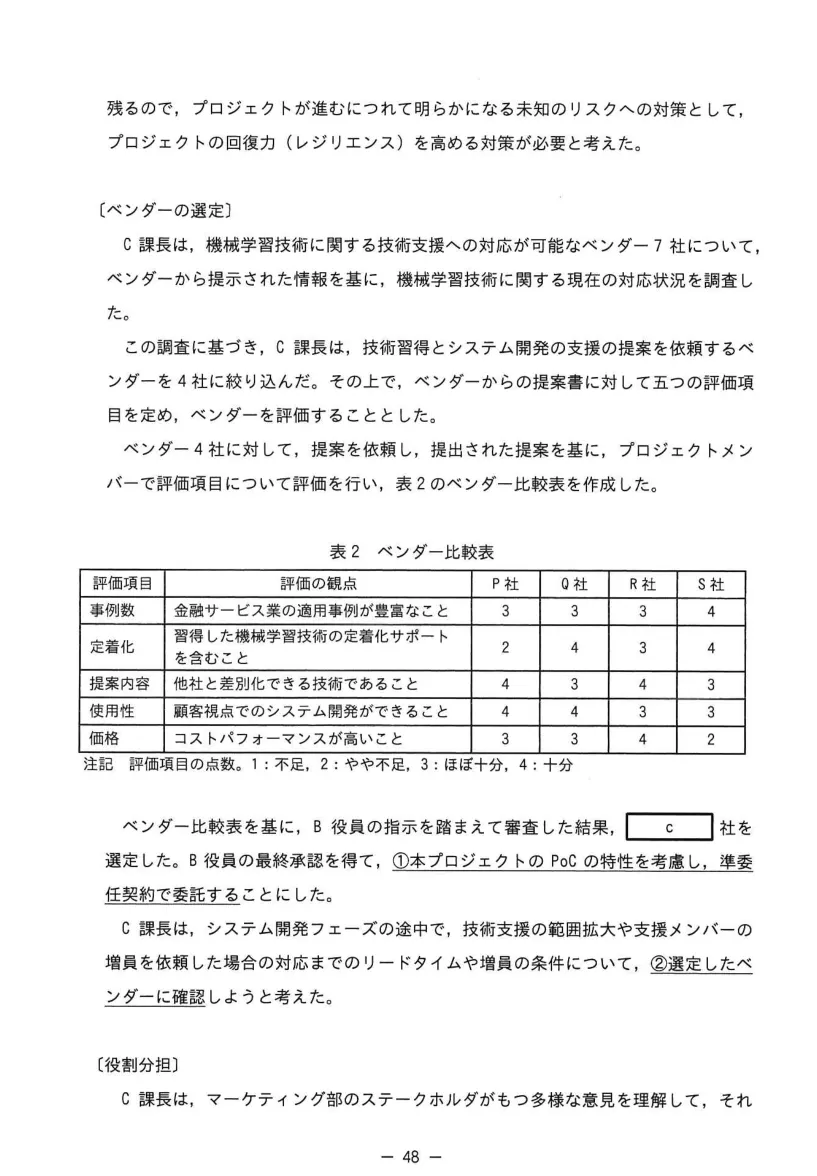 残るので，プロジェクトが進むにつれて明らかになる未知のリスクへの対策として，
プロジェクトの回復力（レジリエンス）を高める対策が必要と考えた。
〔ベンダーの選定〕
C 課長は，機械学習技術に関する技術支援への対応が可能なベンダー 7 社について，
ベンダーから提示された情報を基に，機械学習技術に関する現在の対応状況を調査し
た。
この調査に基づき，C 課長は，技術習得とシステム開発の支援の提案を依頼するベ
ンダーを 4 社に絞り込んだ。その上で，ベンダーからの提案書に対して五つの評価項
目を定め，ベンダーを評価することとした。
ベンダー 4 社に対して，提案を依頼し，提出された提案を基に，プロジェクトメン
バーで評価項目について評価を行い，表 2 のベンダー比較表を作成した。
表 2　ベンダー比較表
評価項目 評価の観点 P 社 Q 社 R 社 S 社
事例数 金融サービス業の適用事例が豊富なこと 3 3 3 4
定着化 習得した機械学習技術の定着化サポート
を含むこと 2 4 3 4
提案内容 他社と差別化できる技術であること 4 3 4 3
使用性 顧客視点でのシステム開発ができること 4 4 3 3
価格 コストパフォーマンスが高いこと 3 3 4 2
注記　評価項目の点数。1：不足，2：やや不足，3：ほぼ十分，4：十分
ベンダー比較表を基に，B 役員の指示を踏まえて審査した結果， c 社を
選定した。B 役員の最終承認を得て，①本プロジェクトの PoC の特性を考慮し，準委
任契約で委託することにした。
C 課長は，システム開発フェーズの途中で，技術支援の範囲拡大や支援メンバーの
増員を依頼した場合の対応までのリードタイムや増員の条件について，②選定したベ
ンダーに確認しようと考えた。
〔役割分担〕
C 課長は，マーケティング部のステークホルダがもつ多様な意見を理解して，それ
－ 48 －